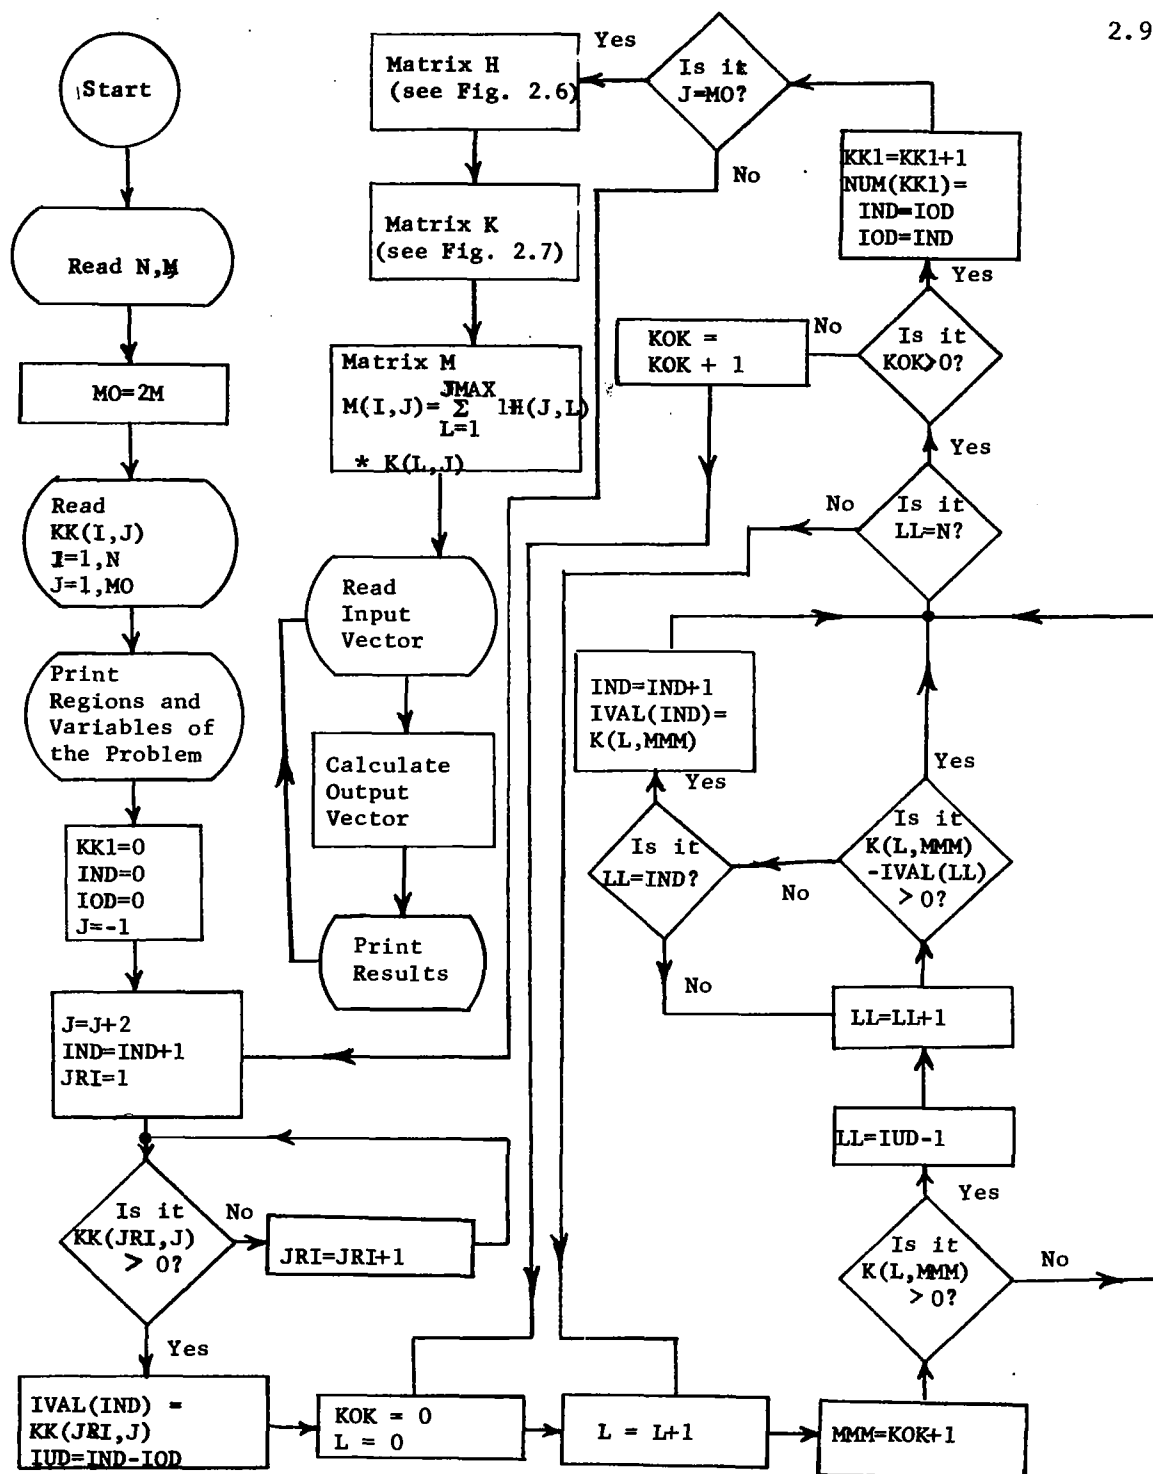 2.9
Start
Read N,M
MO=2M
Read
KK(I,J)
I=1,N
J=1,MO
Print
Regions and
Variables of
the Problem
KK1=0
IND=0
IOD=0
J=-1
J=J+2
IND=IND+1
JRI=1
Is it
KK(JRI,J)
> 0?
No
JRI=JRI+1
Yes
IVAL(IND) =
KK(JRI,J)
IUD=IND-IOD
KOK = 0
L = 0
L = L+1
MMM=KOK+1
Is it
K(L,MMM)
> 0?
No
Yes
LL=IUD-1
LL=LL+1
Is it
K(L,MMM)
-IVAL(LL)
> 0?
Yes
No
Is it
LL=IND?
No
Yes
IND=IND+1
IVAL(IND)=
K(L,MMM)
Is it
LL=N?
No
Yes
Is it
KOK>0?
No
KOK =
KOK + 1
Yes
KK1=KK1+1
NUM(KK1)=
IND=IOD
IOD=IND
Is it
J=MO?
No
Yes
Matrix H
(see Fig. 2.6)
Matrix K
(see Fig. 2.7)
Matrix M
JMAX
M(I,J)= Σ 1H(J,L)
L=1
* K(L,J)
Read
Input
Vector
Calculate
Output
Vector
Print
Results